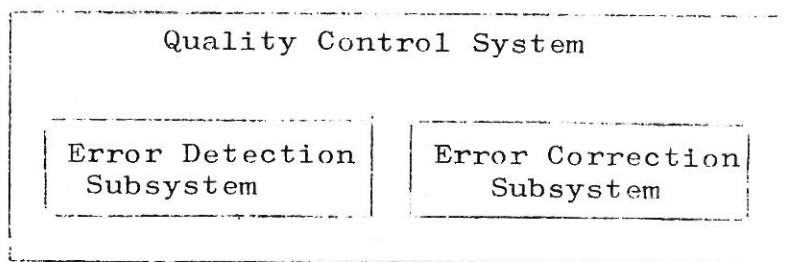 Quality Control System
Error Detection
Subsystem
Error Correction
Subsystem